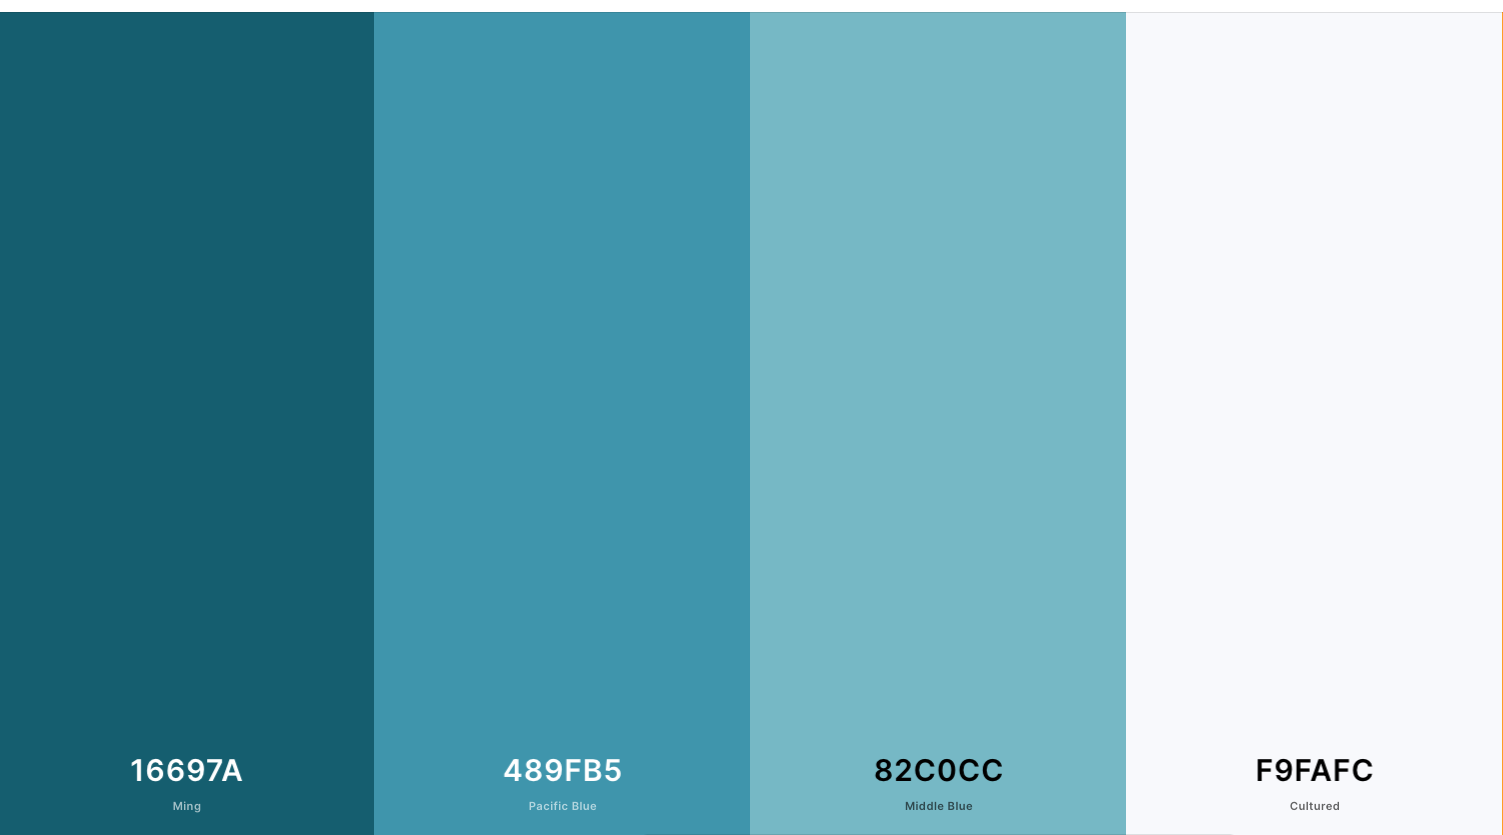 16697A
Ming
489FB5
Pacific Blue
82C0CC
Middle Blue
F9FAFC
Cultured